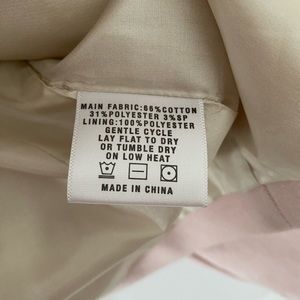 MAIN FABRIC:66%COTTON
31%POLYESTER 3%SP
LINING:100%POLYESTER
GENTLE CYCLE
LAY FLAT TO DRY
OR TUMBLE DRY
ON LOW HEAT
MADE IN CHINA